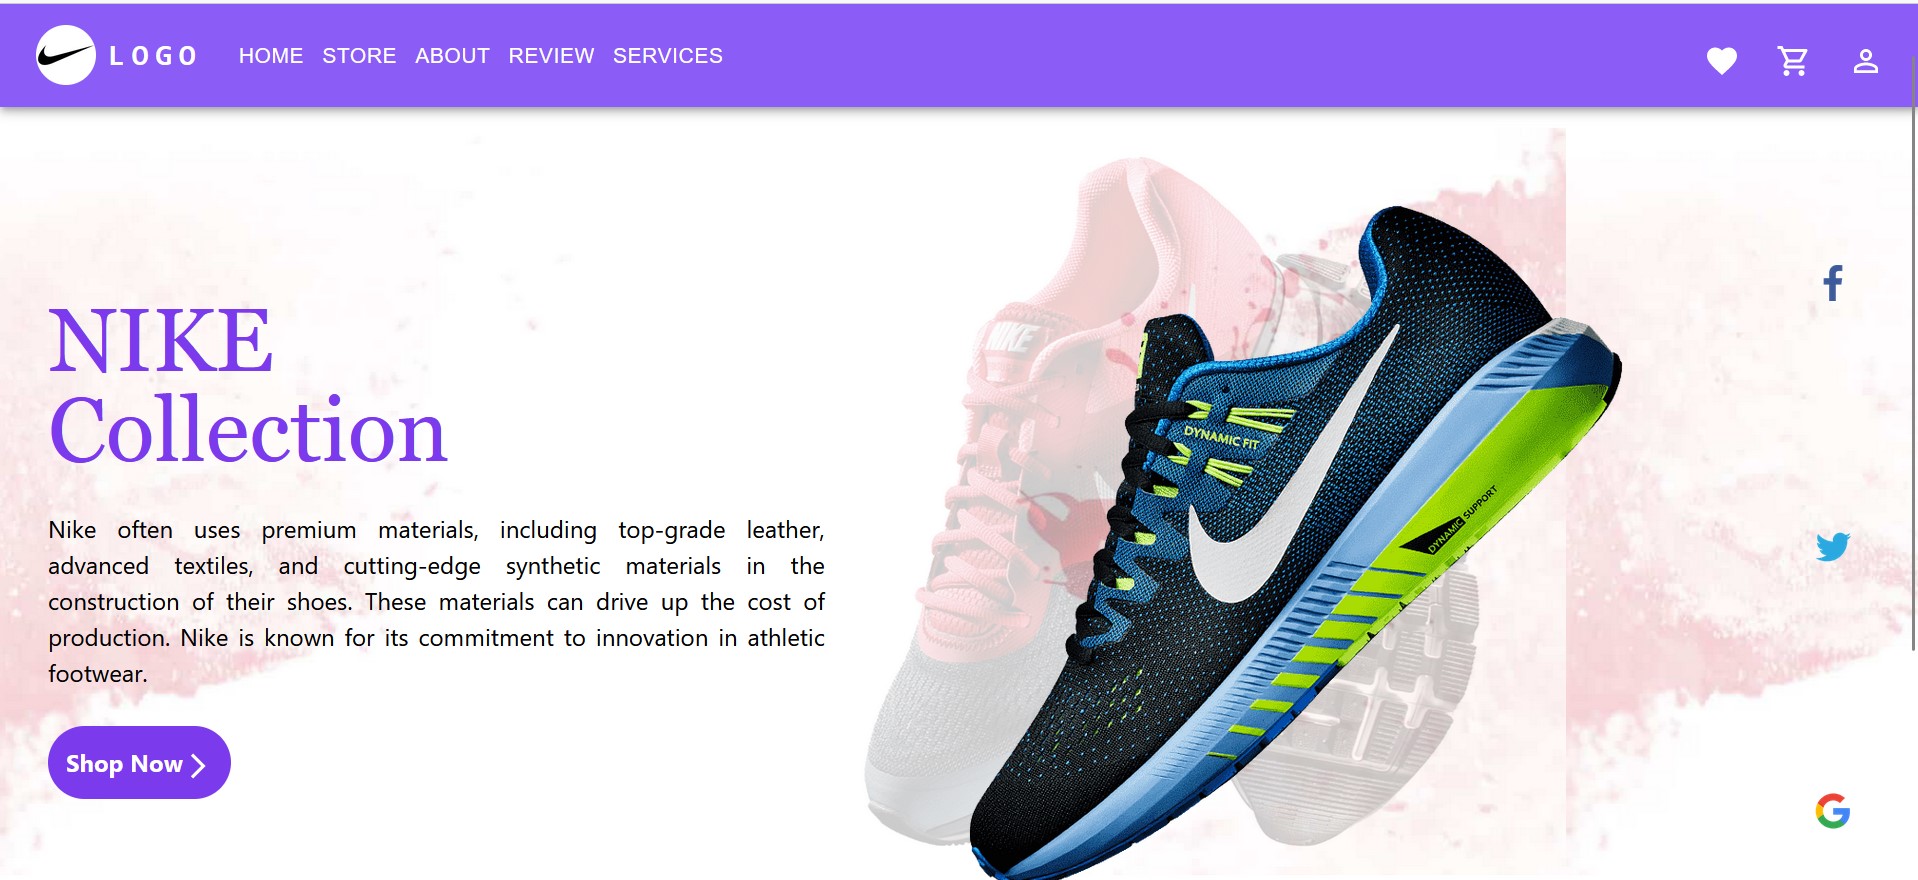 LOGO HOME STORE ABOUT REVIEW SERVICES
NIKE
Collection
Nike often uses premium materials, including top-grade leather,
advanced textiles, and cutting-edge synthetic materials in the
construction of their shoes. These materials can drive up the cost of
production. Nike is known for its commitment to innovation in athletic
footwear.
Shop Now
NIKE
DYNAMIC FIT
DYNAMIC SUPPORT